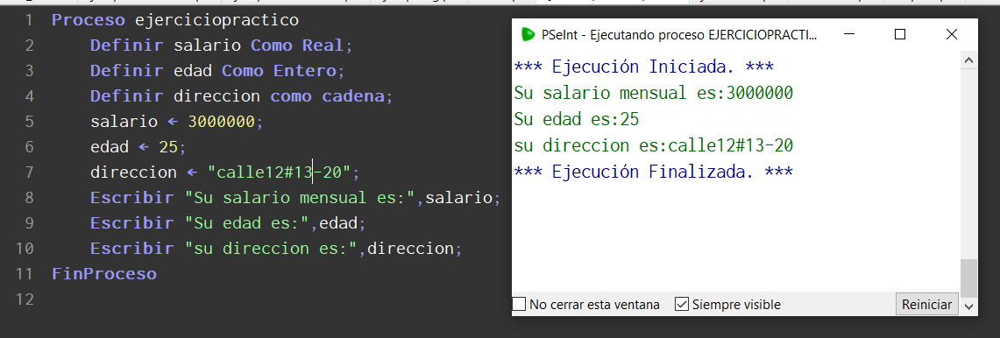 1 Proceso ejerciciopractico
2 Definir salario Como Real;
3 Definir edad Como Entero;
4 Definir direccion como cadena;
5 salario ← 3000000;
6 edad ← 25;
7 direccion ← "calle12#13-20";
8 Escribir "Su salario mensual es:",salario;
9 Escribir "Su edad es:",edad;
10 Escribir "su direccion es:",direccion;
11 FinProceso
12
PSeInt - Ejecutando proceso EJERCICIOPRACTI...
*** Ejecución Iniciada. ***
Su salario mensual es:3000000
Su edad es:25
su direccion es:calle12#13-20
*** Ejecución Finalizada. ***
No cerrar esta ventana
Siempre visible
Reiniciar